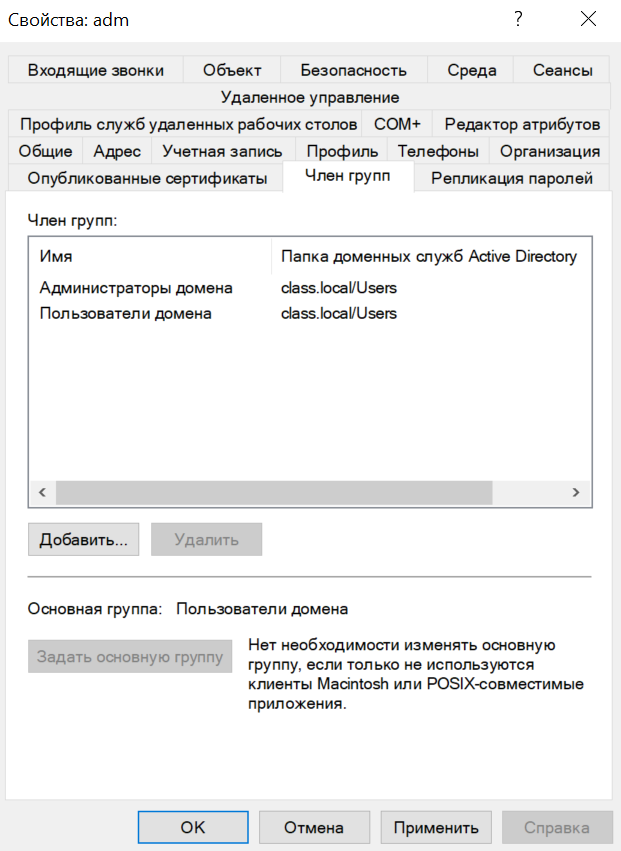 Свойства: adm ?
Входящие звонки Объект Безопасность Среда Сеансы
Удаленное управление
Профиль служб удаленных рабочих столов COM+ Редактор атрибутов
Общие Адрес Учетная запись Профиль Телефоны Организация
Опубликованные сертификаты Член групп Репликация паролей
Член групп:
Имя Папка доменных служб Active Directory
Администраторы домена class.local/Users
Пользователи домена class.local/Users
Добавить... Удалить
Основная группа: Пользователи домена
Задать основную группу
Нет необходимости изменять основную
группу, если только не используются
клиенты Macintosh или POSIX-совместимые
приложения.
OK Отмена Применить Справка